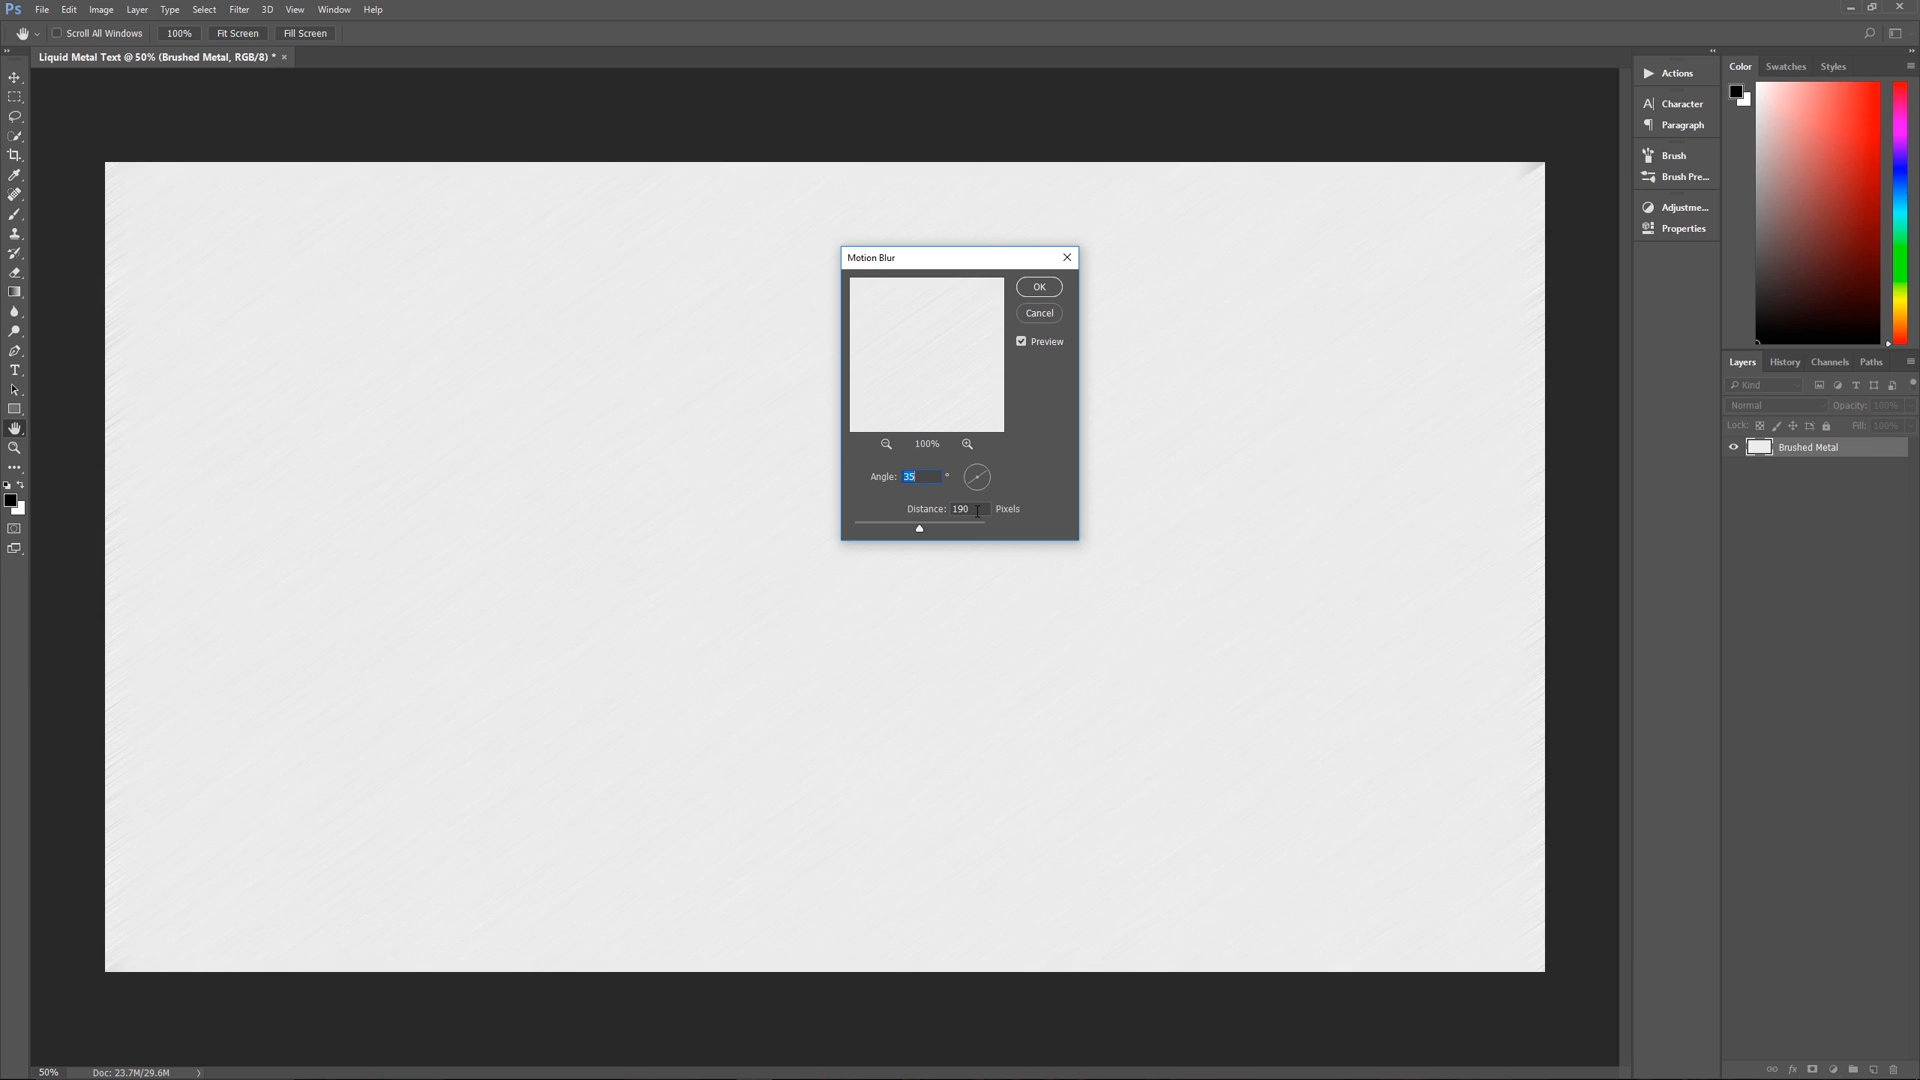 Ps File Edit Image Layer Type Select Filter 3D View Window Help
Scroll All Windows 100% Fit Screen Fill Screen
Liquid Metal Text @ 50% (Brushed Metal, RGB/8) * ×
Actions
Character
Paragraph
Brush
Brush Pre...
Adjustme...
Properties
Color Swatches Styles
Motion Blur
OK
Cancel
Preview
100%
Angle: 35 °
Distance: 190 Pixels
Layers History Channels Paths
Kind
Normal Opacity: 100%
Lock: Fill: 100%
Brushed Metal
fx
50% Doc: 23.7M/29.6M